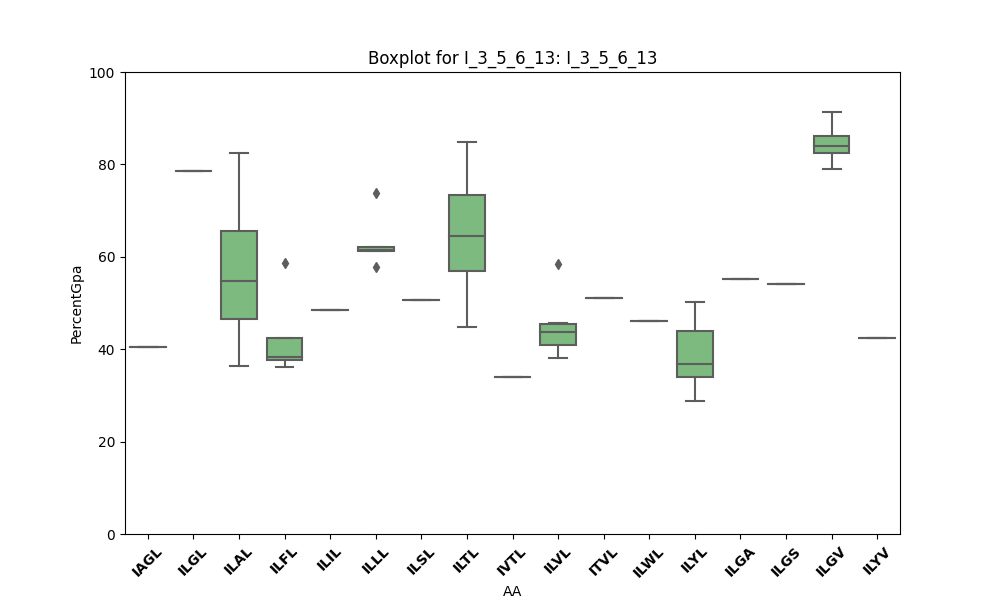 Boxplot for I_3_5_6_13: I_3_5_6_13
100
80
60
40
20
0
PercentGpa
IAGL ILGL ILAL ILFL ILIL ILLL ILSL ILTL IVTL ILVL ITVL ILWL ILYL ILGA ILGS ILGV ILYV
AA